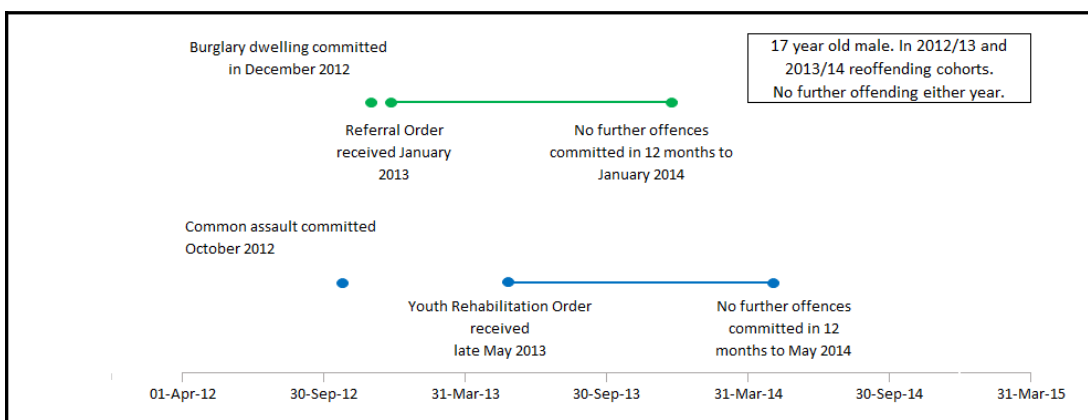 Burglary dwelling committed
in December 2012
17 year old male. In 2012/13 and
2013/14 reoffending cohorts.
No further offending either year.
Referral Order
received January
2013
No further offences
committed in 12 months to
January 2014
Common assault committed
October 2012
Youth Rehabilitation Order
received
late May 2013
No further offences
committed in 12
months to May 2014
01-Apr-12 30-Sep-12 31-Mar-13 30-Sep-13 31-Mar-14 30-Sep-14 31-Mar-15